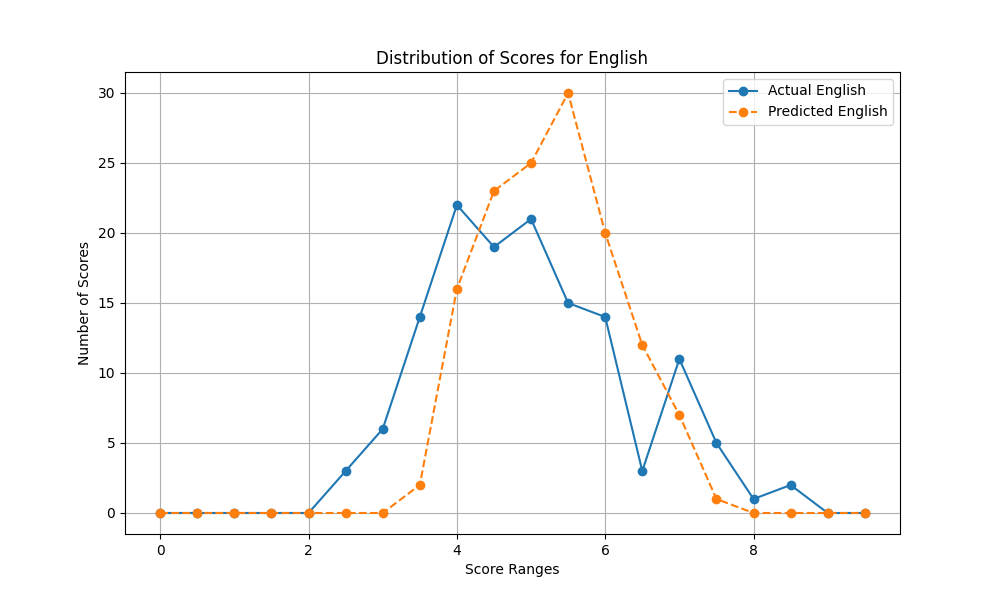 Distribution of Scores for English
Actual English
Predicted English
30
25
20
15
10
5
0
Number of Scores
0 2 4 6 8
Score Ranges